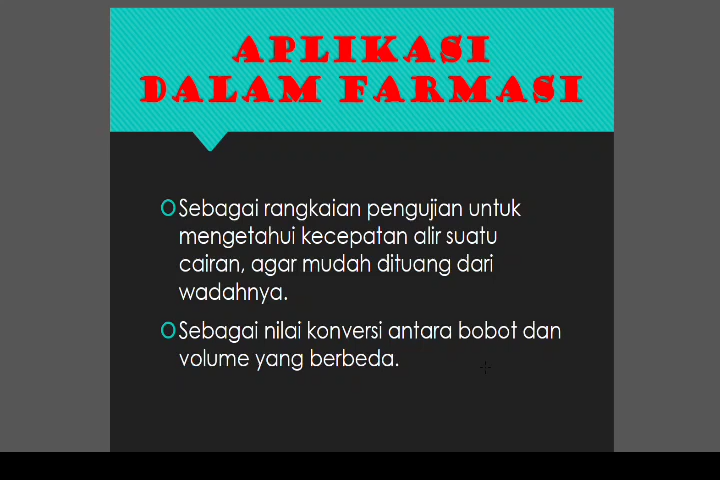 APLIKASI
DALAM FARMASI
Sebagai rangkaian pengujian untuk
mengetahui kecepatan alir suatu
cairan, agar mudah dituang dari
wadahnya.
Sebagai nilai konversi antara bobot dan
volume yang berbeda.